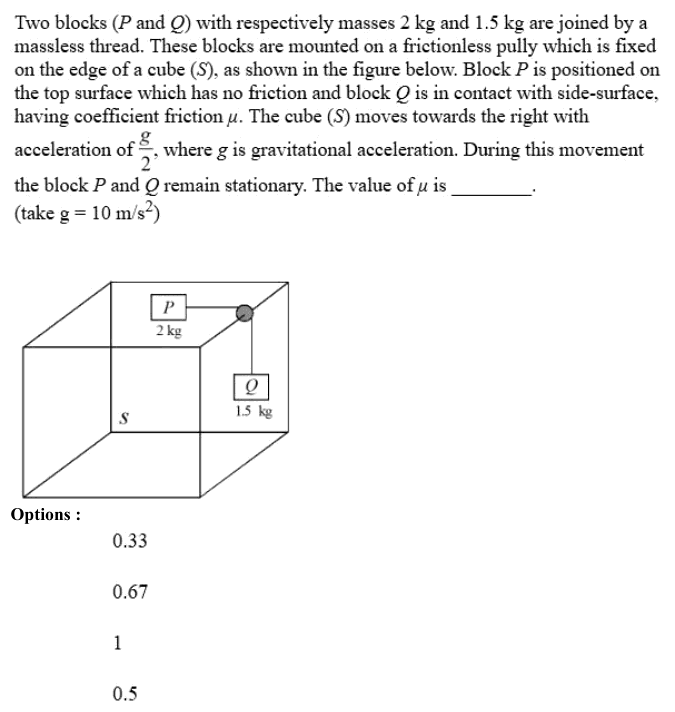 Two blocks (P and Q) with respectively masses 2 kg and 1.5 kg are joined by a
massless thread. These blocks are mounted on a frictionless pully which is fixed
on the edge of a cube (S), as shown in the figure below. Block P is positioned on
the top surface which has no friction and block Q is in contact with side-surface,
having coefficient friction μ. The cube (S) moves towards the right with
acceleration of g/2, where g is gravitational acceleration. During this movement
the block P and Q remain stationary. The value of μ is ________.
(take g = 10 m/s²)
P
2 kg
Q
1.5 kg
S
Options :
0.33
0.67
1
0.5